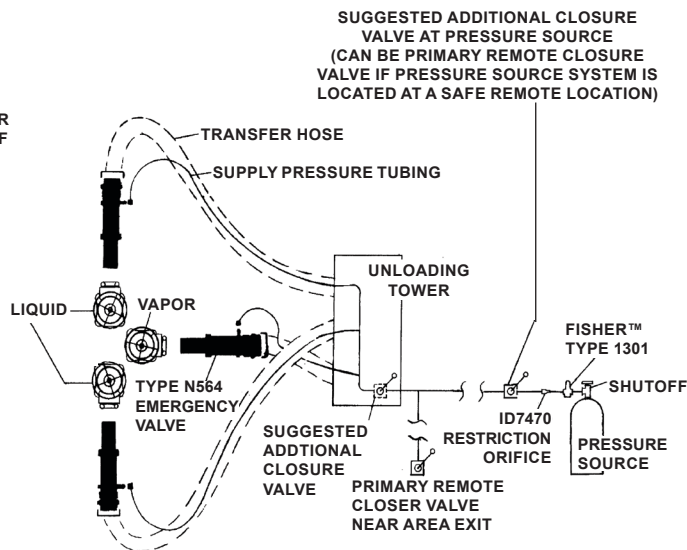 SUGGESTED ADDITIONAL CLOSURE
VALVE AT PRESSURE SOURCE
(CAN BE PRIMARY REMOTE CLOSURE
VALVE IF PRESSURE SOURCE SYSTEM IS
LOCATED AT A SAFE REMOTE LOCATION)
R
F
TRANSFER HOSE
SUPPLY PRESSURE TUBING
UNLOADING
TOWER
LIQUID
VAPOR
FISHER™
TYPE 1301
SHUTOFF
TYPE N564
EMERGENCY
VALVE
SUGGESTED
ADDTIONAL
CLOSURE
VALVE
ID7470
RESTRICTION
ORIFICE
PRESSURE
SOURCE
PRIMARY REMOTE
CLOSER VALVE
NEAR AREA EXIT